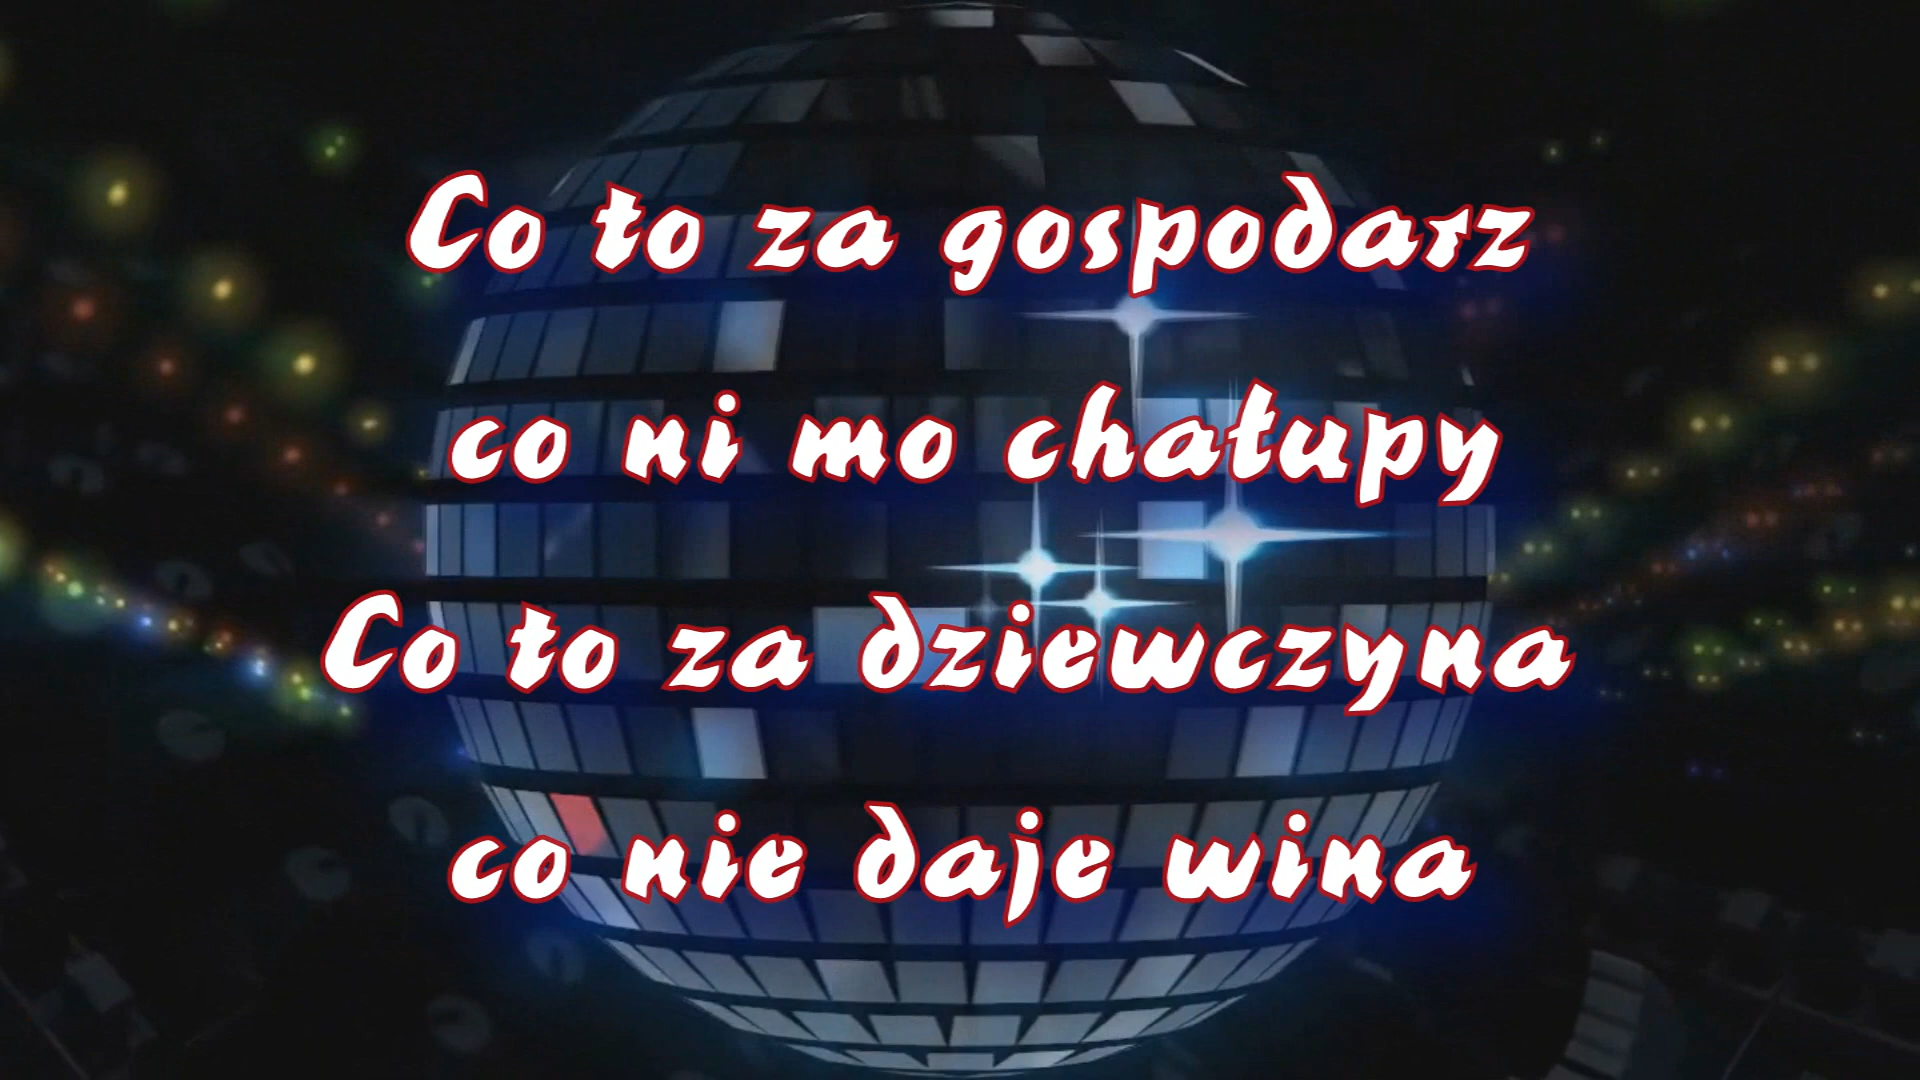 Co to za gospodarz
co ni mo chałupy
Co to za dziewczyna
co nie daje wina